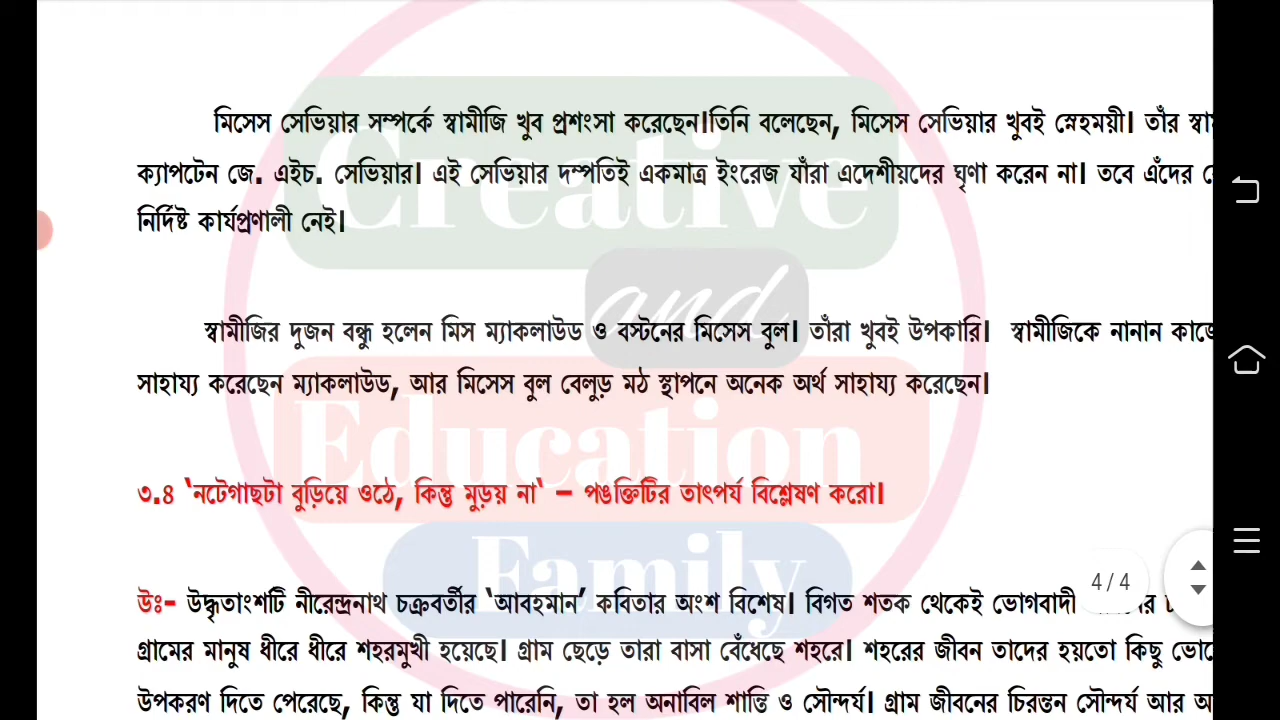 মিসেস সেভিয়ার সম্পর্কে স্বামীজি খুব প্রশংসা করেছেন।তিনি বলেছেন, মিসেস সেভিয়ার খুবই স্নেহময়ী। তাঁর
ক্যাপটেন জে. এইচ. সেভিয়ার। এই সেভিয়ার দম্পতিই একমাত্র ইংরেজ যাঁরা এদেশীয়দের ঘৃণা করেন না। তবে এঁদের
নির্দিষ্ট কার্যপ্রণালী নেই।
স্বামীজির দুজন বন্ধু হলেন মিস ম্যাকলাউড ও বস্টনের মিসেস বুল। তাঁরা খুবই উপকারি। স্বামীজিকে নানান
সাহায্য করেছেন ম্যাকলাউড, আর মিসেস বুল বেলুড় মঠ স্থাপনে অনেক অর্থ সাহায্য করেছেন।
৩.৪ 'নটেগাছটা বুড়িয়ে ওঠে, কিন্তু মুড়য় না' – পঙক্তিটির তাৎপর্য বিশ্লেষণ করো।
উঃ- উদ্ধৃতাংশটি নীরেন্দ্রনাথ চক্রবর্তীর 'আবহমান' কবিতার অংশ বিশেষ। বিগত শতক থেকেই ভোগবাদী
গ্রামের মানুষ ধীরে ধীরে শহরমুখী হয়েছে। গ্রাম ছেড়ে তারা বাসা বেঁধেছে শহরে। শহরের জীবন তাদের হয়তো কিছু
উপকরণ দিতে পেরেছে, কিন্তু যা দিতে পারেনি, তা হল অনাবিল শান্তি ও সৌন্দর্য। গ্রাম জীবনের চিরন্তন সৌন্দর্য আর
Creative
and
Education
Family
4 / 4